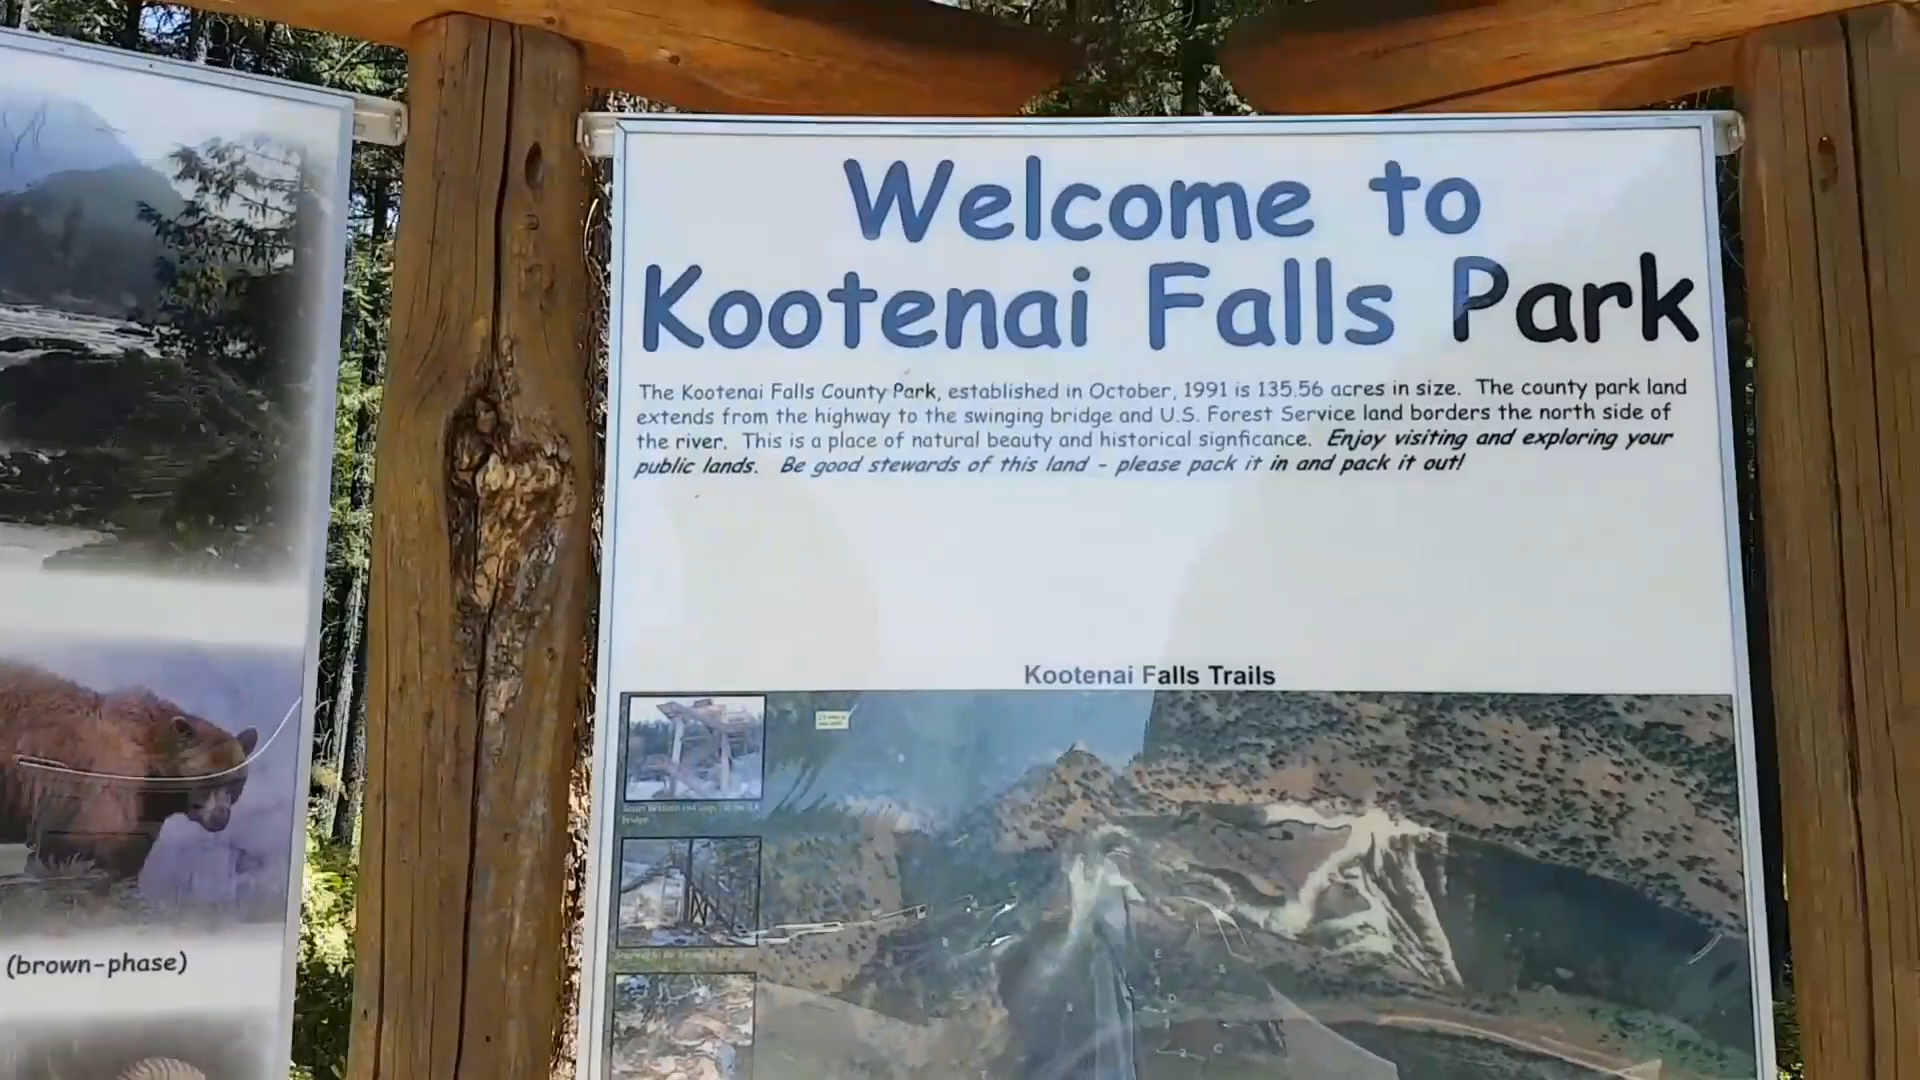 Welcome to
Kootenai Falls Park
The Kootenai Falls County Park, established in October, 1991 is 135.56 acres in size. The county park land
extends from the highway to the swinging bridge and U.S. Forest Service land borders the north side of
the river. This is a place of natural beauty and historical signficance. Enjoy visiting and exploring your
public lands. Be good stewards of this land - please pack it in and pack it out!
Kootenai Falls Trails
(brown-phase)
E
D
C